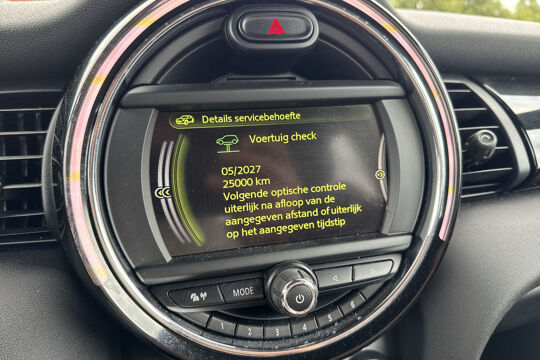 Details servicebehoefte
Voertuig check
05/2027
25000 km
Volgende optische controle
uiterlijk na afloop van de
aangegeven afstand of uiterlijk
op het aangegeven tijdstip
MODE
1 2 3 4 5 6